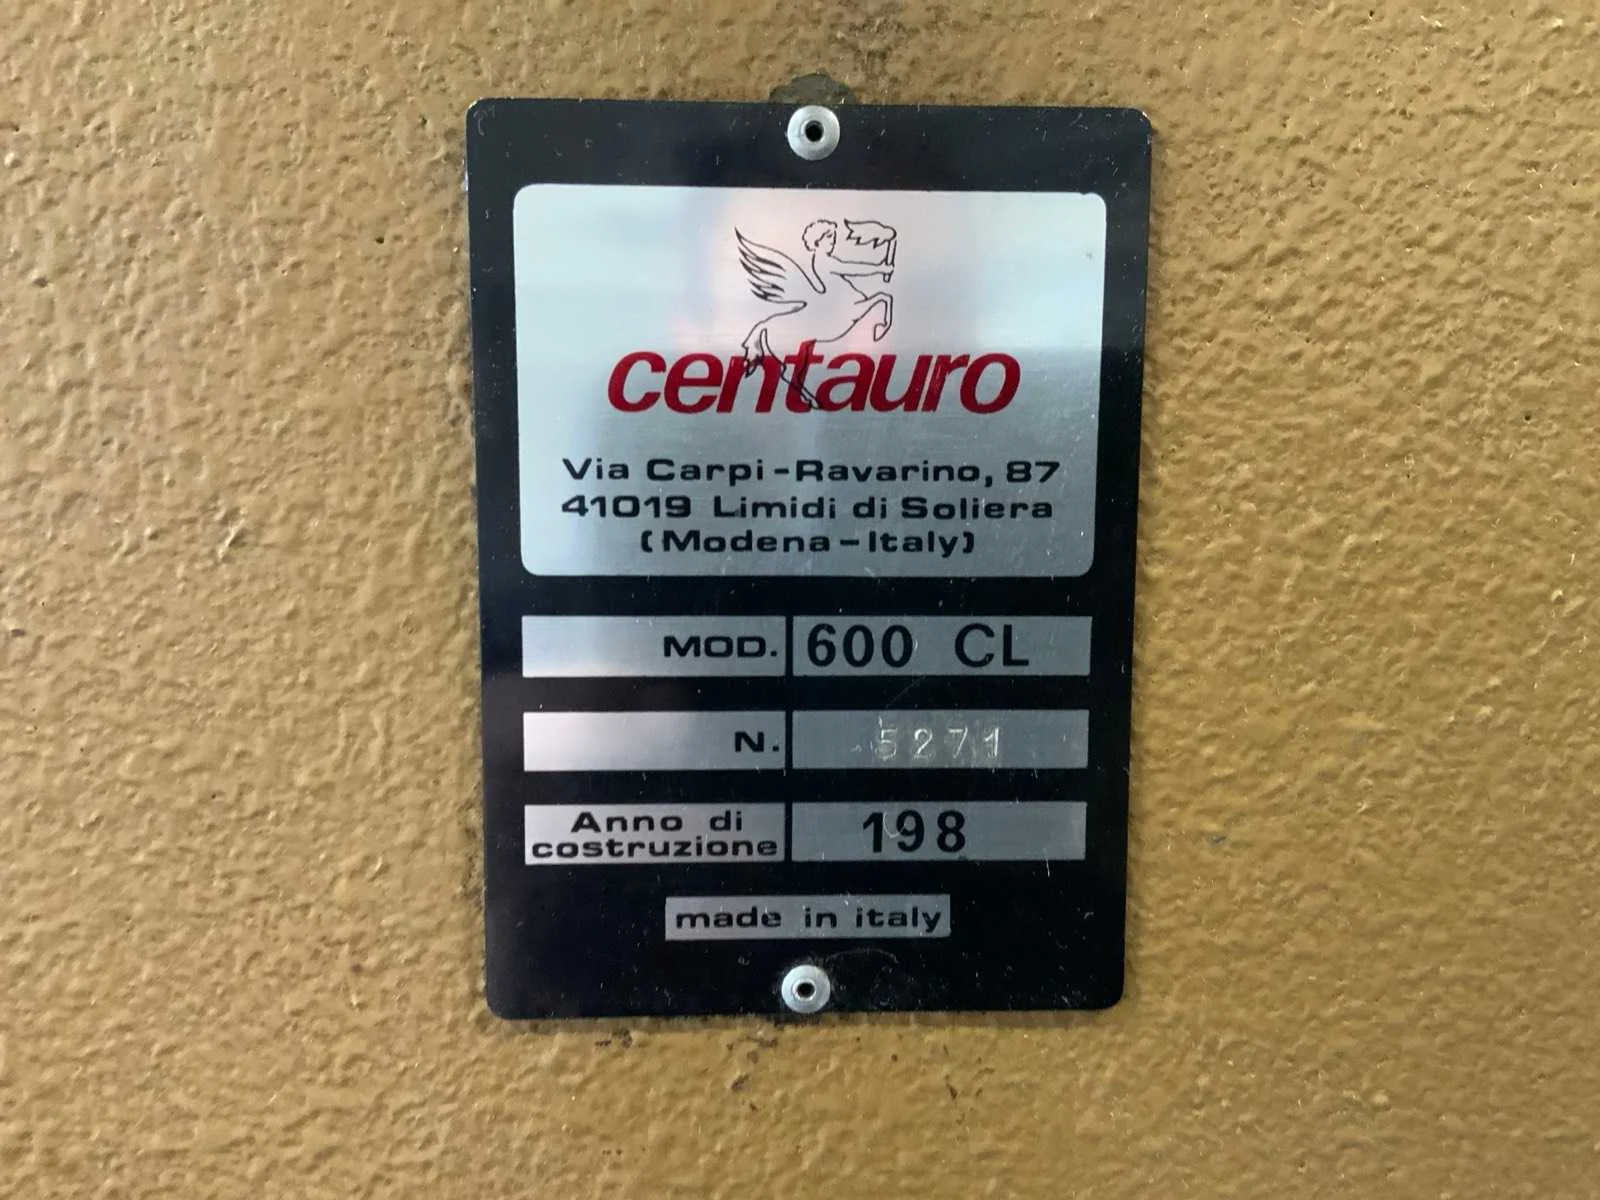 centauro
Via Carpi-Ravarino, 87
41019 Limidi di Soliera
(Modena-Italy)
MOD. 600 CL
N. 5271
Anno di
costruzione 198
made in italy